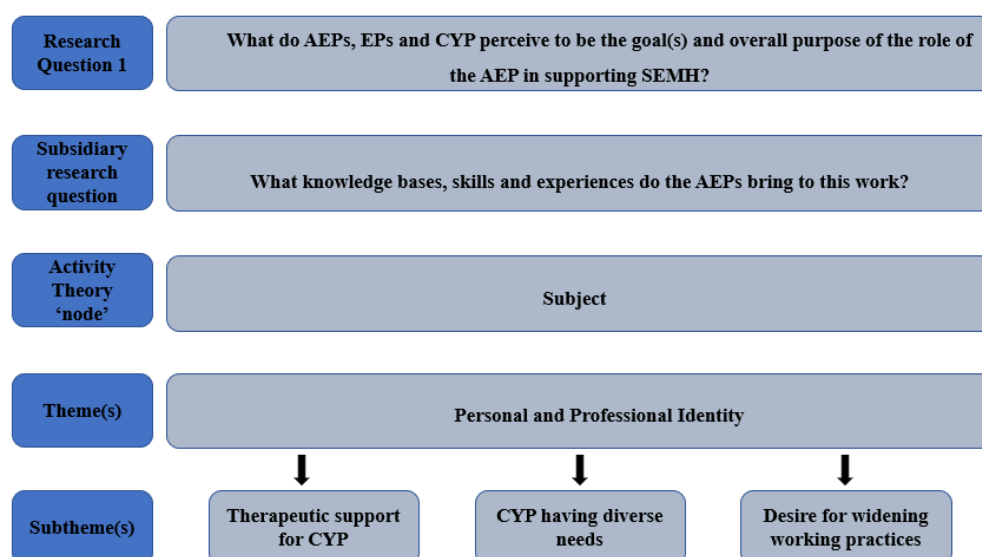 Research
Question 1
What do AEPs, EPs and CYP perceive to be the goal(s) and overall purpose of the role of
the AEP in supporting SEMH?
Subsidiary
research
question
What knowledge bases, skills and experiences do the AEPs bring to this work?
Activity
Theory
‘node’
Subject
Theme(s)
Personal and Professional Identity
Subtheme(s)
Therapeutic support
for CYP
CYP having diverse
needs
Desire for widening
working practices